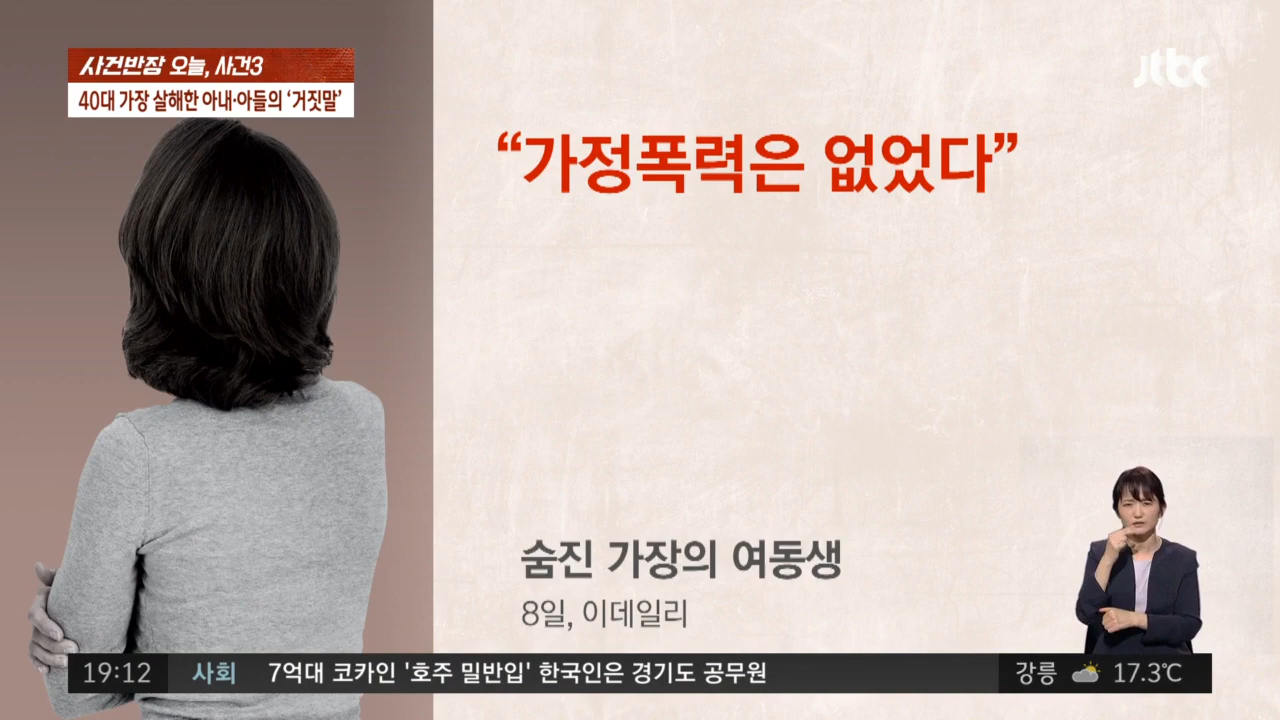 사건반장 오늘, 사건3
40대 가장 살해한 아내·아들의 ‘거짓말’
jtbc
“가정폭력은 없었다”
숨진 가장의 여동생
8일, 이데일리
19:12 사회 7억대 코카인 '호주 밀반입' 한국인은 경기도 공무원 강릉 17.3℃